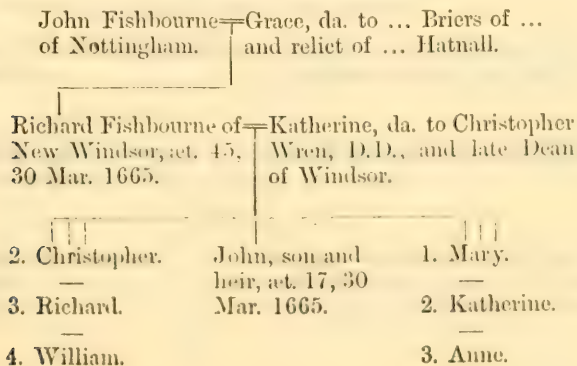 John Fishbourne=Grace, da. to ... Briers of ...
of Nottingham. and relict of ... Hatnall.
Richard Fishbourne of=Katherine, da. to Christopher
New Windsor, æt. 45, Wren, D.D., and late Dean
30 Mar. 1665. of Windsor.
2. Christopher.
3. Richard.
4. William.
John, son and
heir, æt. 17, 30
Mar. 1665.
1. Mary.
2. Katherine.
3. Anne.